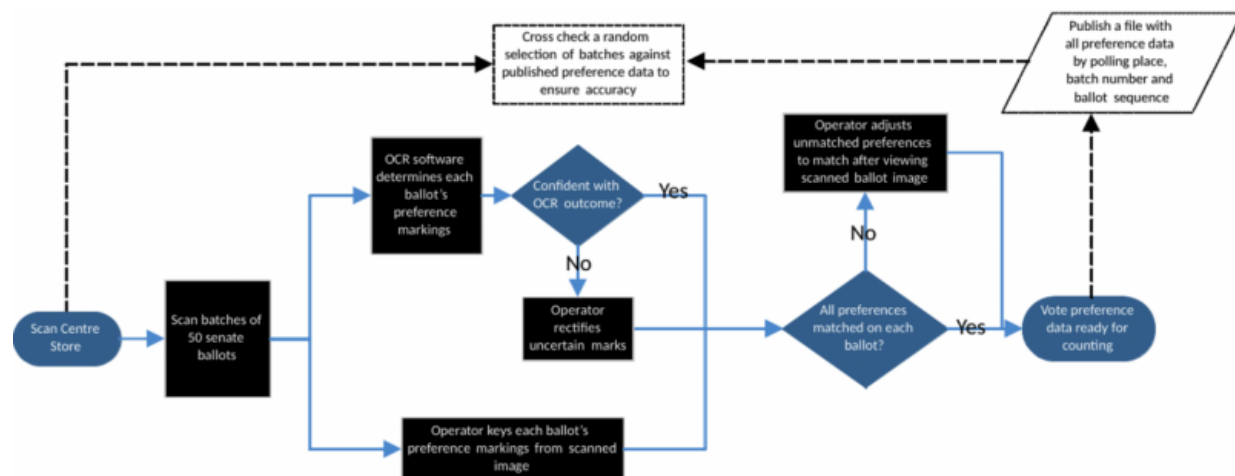 Cross check a random
selection of batches against
published preference data to
ensure accuracy
Publish a file with
all preference data
by polling place,
batch number and
ballot sequence
OCR software
determines each
ballot's
preference
markings
Confident with
OCR outcome?
Yes
No
Operator adjusts
unmatched preferences
to match after viewing
scanned ballot image
No
Scan Centre
Store
Scan batches of
50 senate
ballots
Operator
rectifies
uncertain marks
All preferences
matched on each
ballot?
Yes
Vote preference
data ready for
counting
Operator keys each ballot's
preference markings from scanned
image